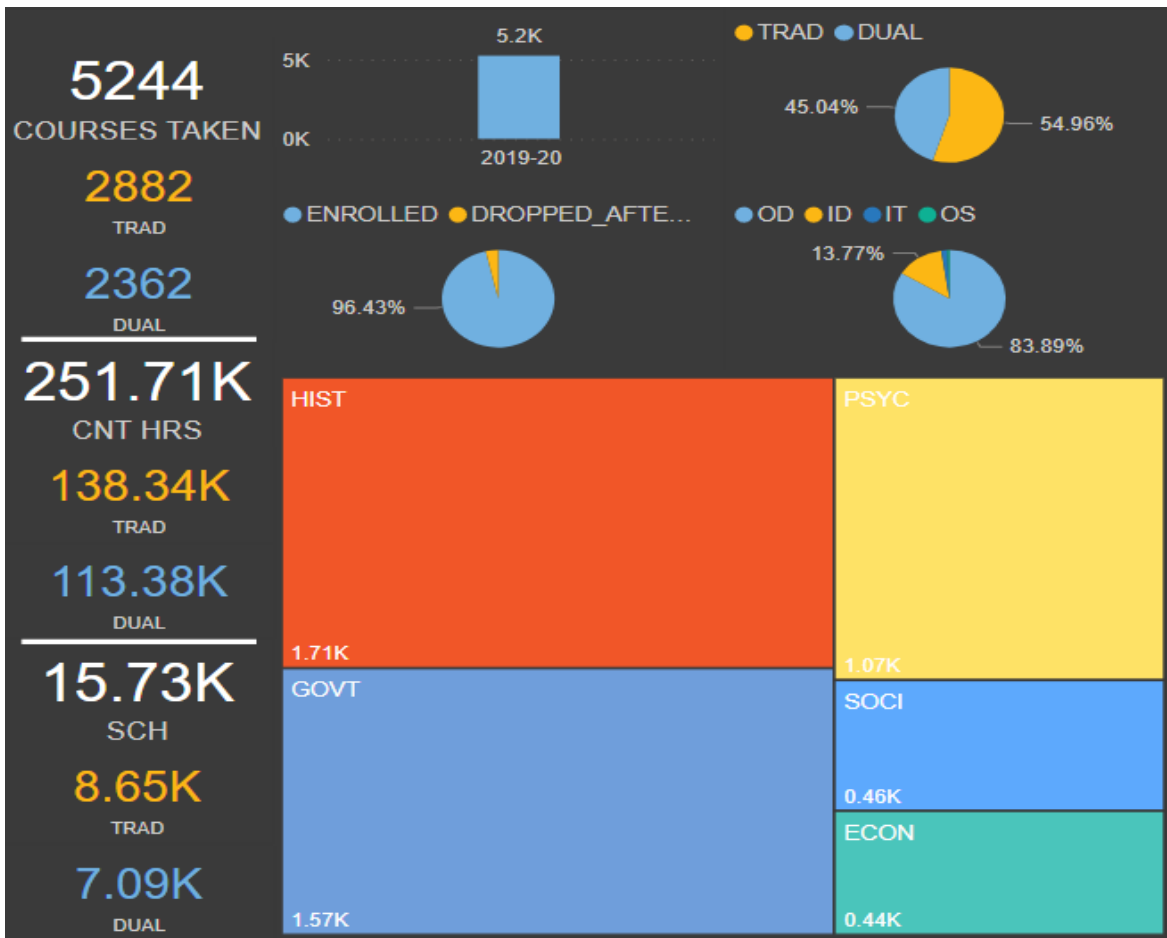 5244
COURSES TAKEN
2882
TRAD
2362
DUAL
251.71K
CNT HRS
138.34K
TRAD
113.38K
DUAL
15.73K
SCH
8.65K
TRAD
7.09K
DUAL
5.2K
5K
0K
2019-20
TRAD DUAL
45.04%
54.96%
ENROLLED DROPPED_AFTE...
96.43%
OD ID IT OS
13.77%
83.89%
HIST
1.71K
GOVT
1.57K
PSYC
1.07K
SOCI
0.46K
ECON
0.44K